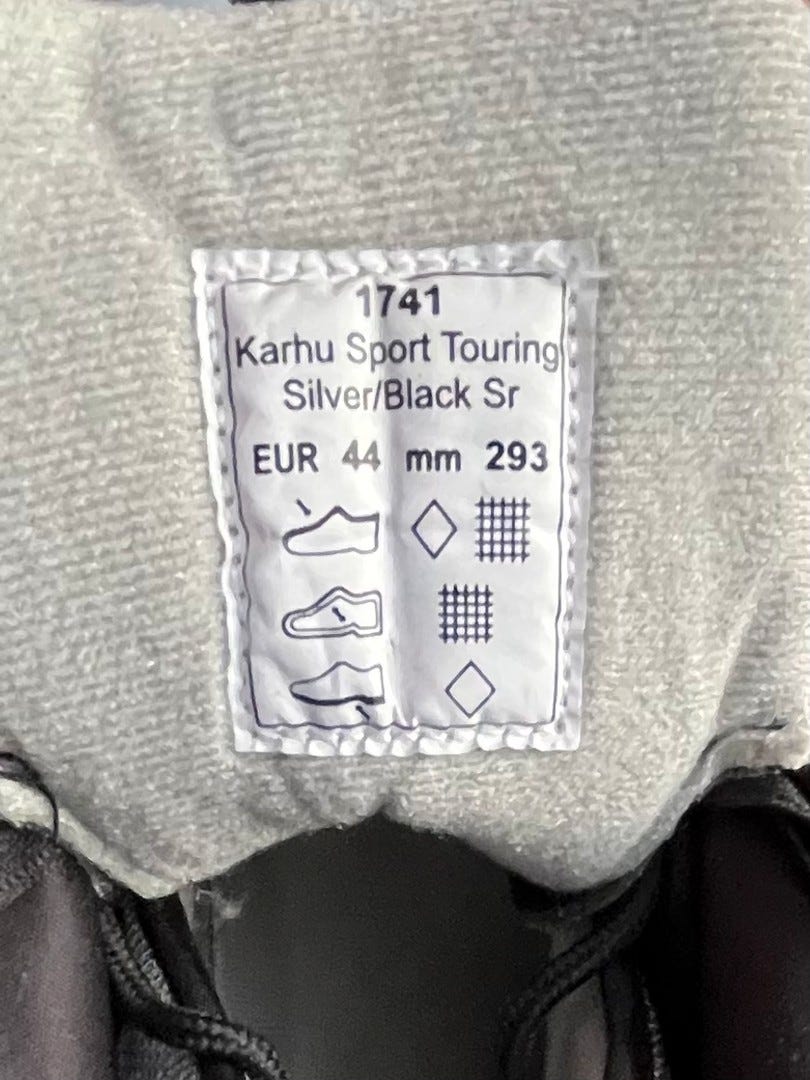 1741
Karhu Sport Touring
Silver/Black Sr
EUR 44 mm 293